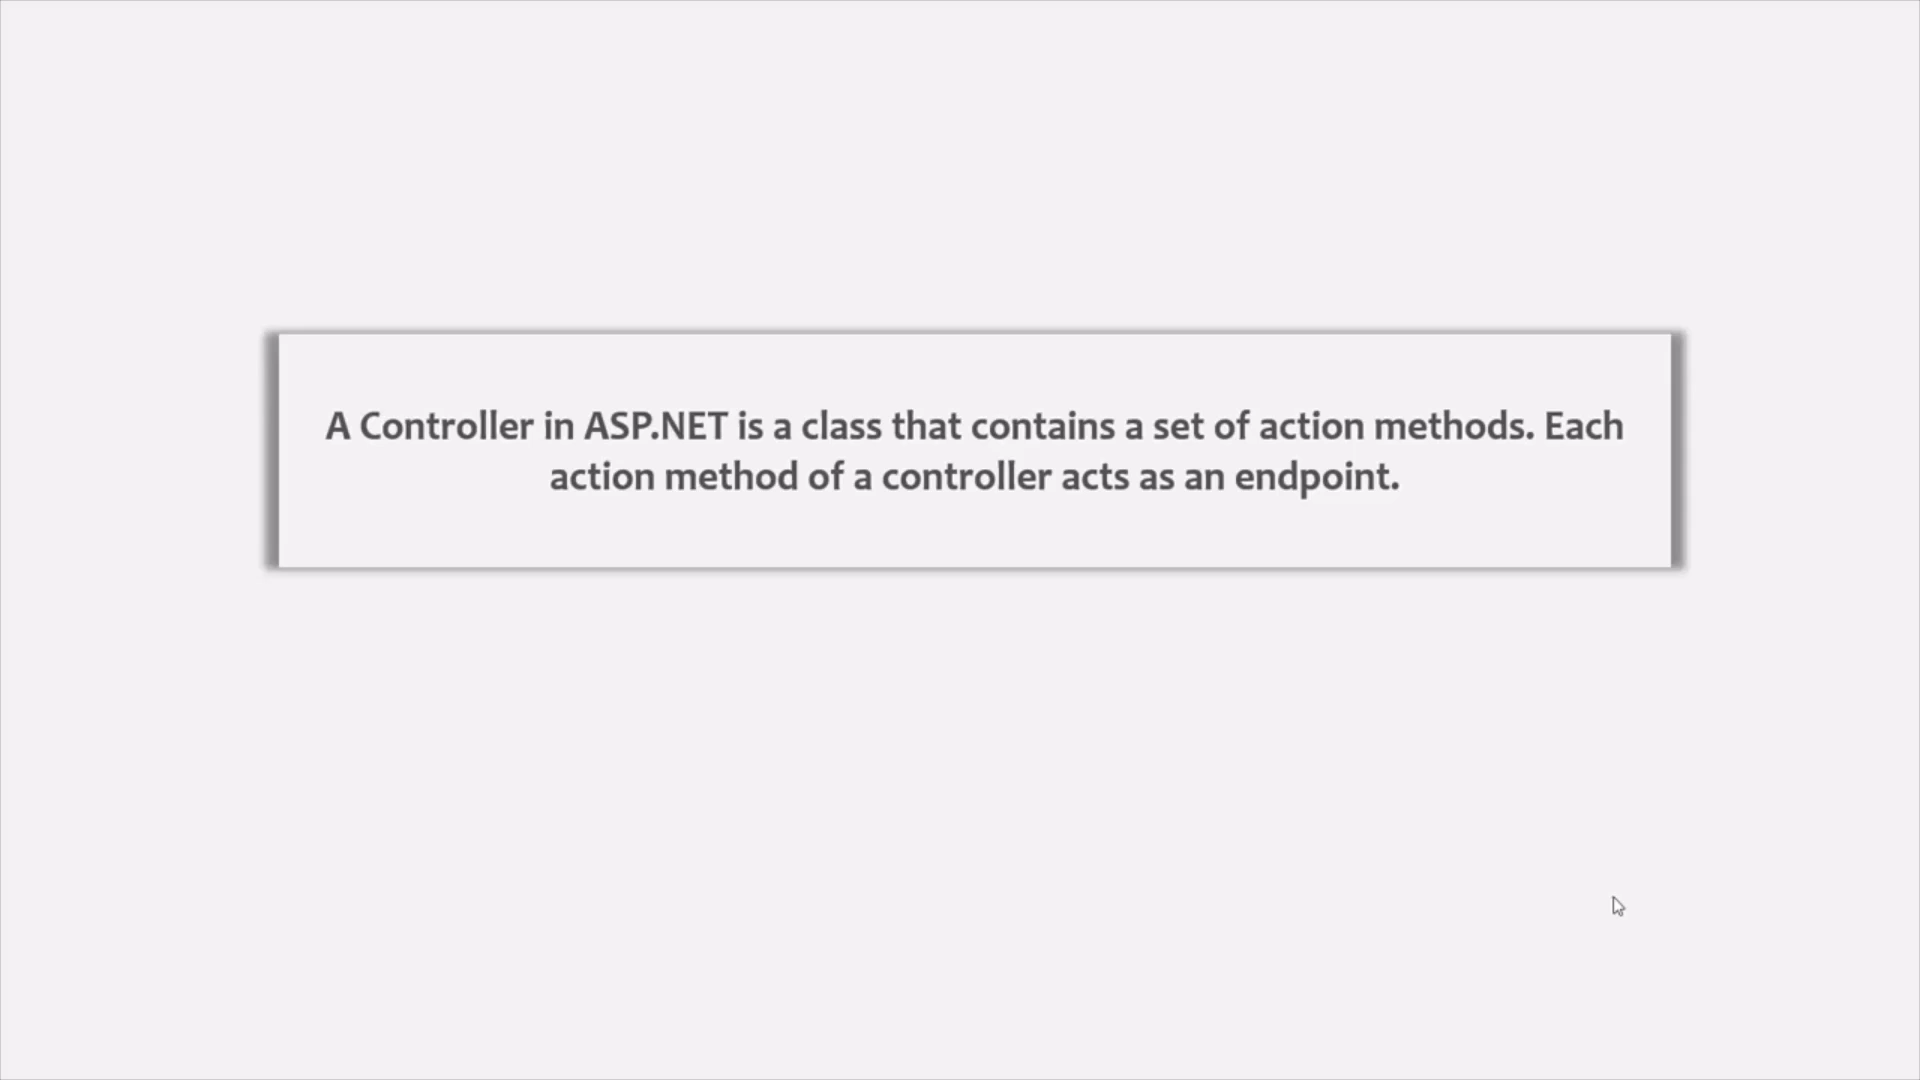 A Controller in ASP.NET is a class that contains a set of action methods. Each
action method of a controller acts as an endpoint.